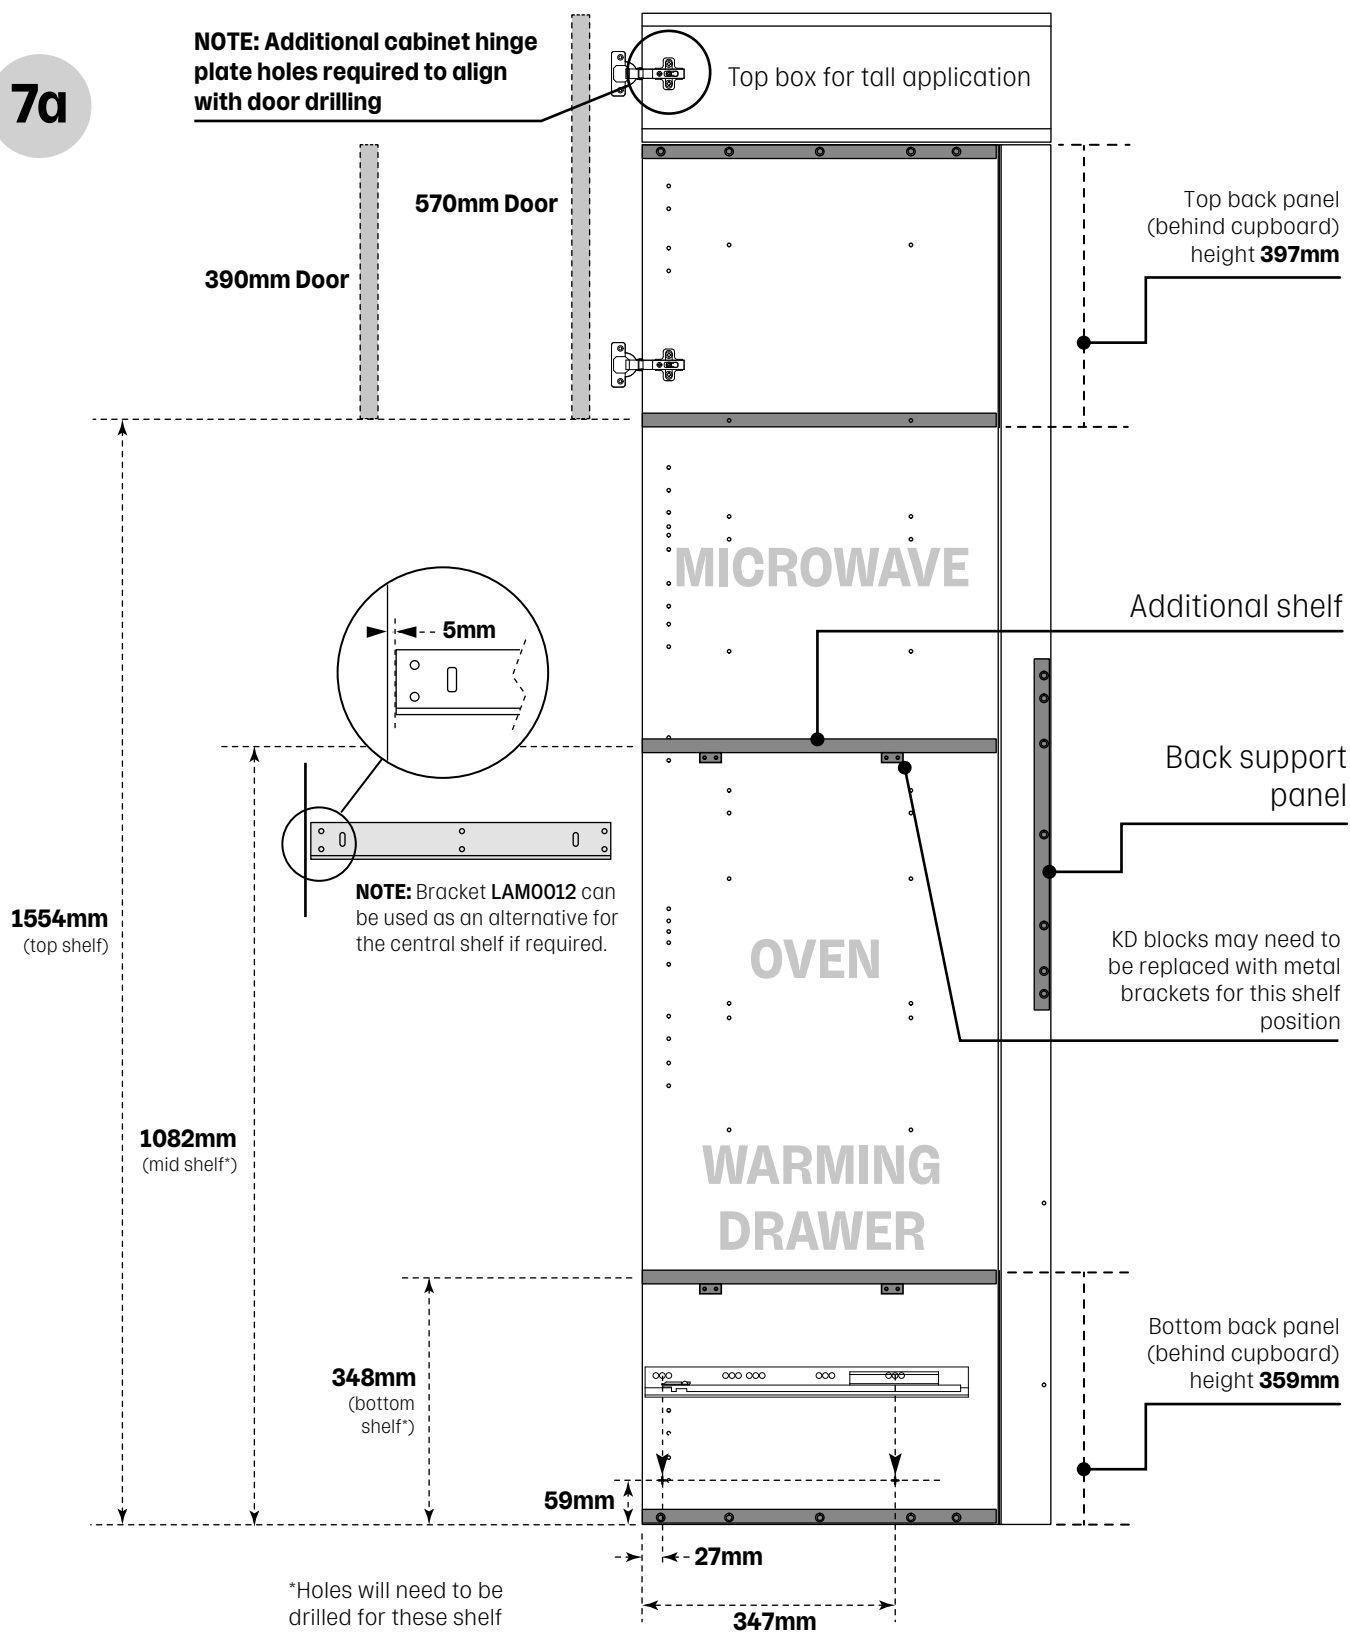 7a
NOTE: Additional cabinet hinge
plate holes required to align
with door drilling
Top box for tall application
570mm Door
390mm Door
Top back panel
(behind cupboard)
height 397mm
MICROWAVE
Additional shelf
5mm
Back support
panel
NOTE: Bracket LAM0012 can
be used as an alternative for
the central shelf if required.
1554mm
(top shelf)
OVEN
KD blocks may need to
be replaced with metal
brackets for this shelf
position
1082mm
(mid shelf*)
WARMING
DRAWER
348mm
(bottom
shelf*)
Bottom back panel
(behind cupboard)
height 359mm
59mm
27mm
347mm
*Holes will need to be
drilled for these shelf